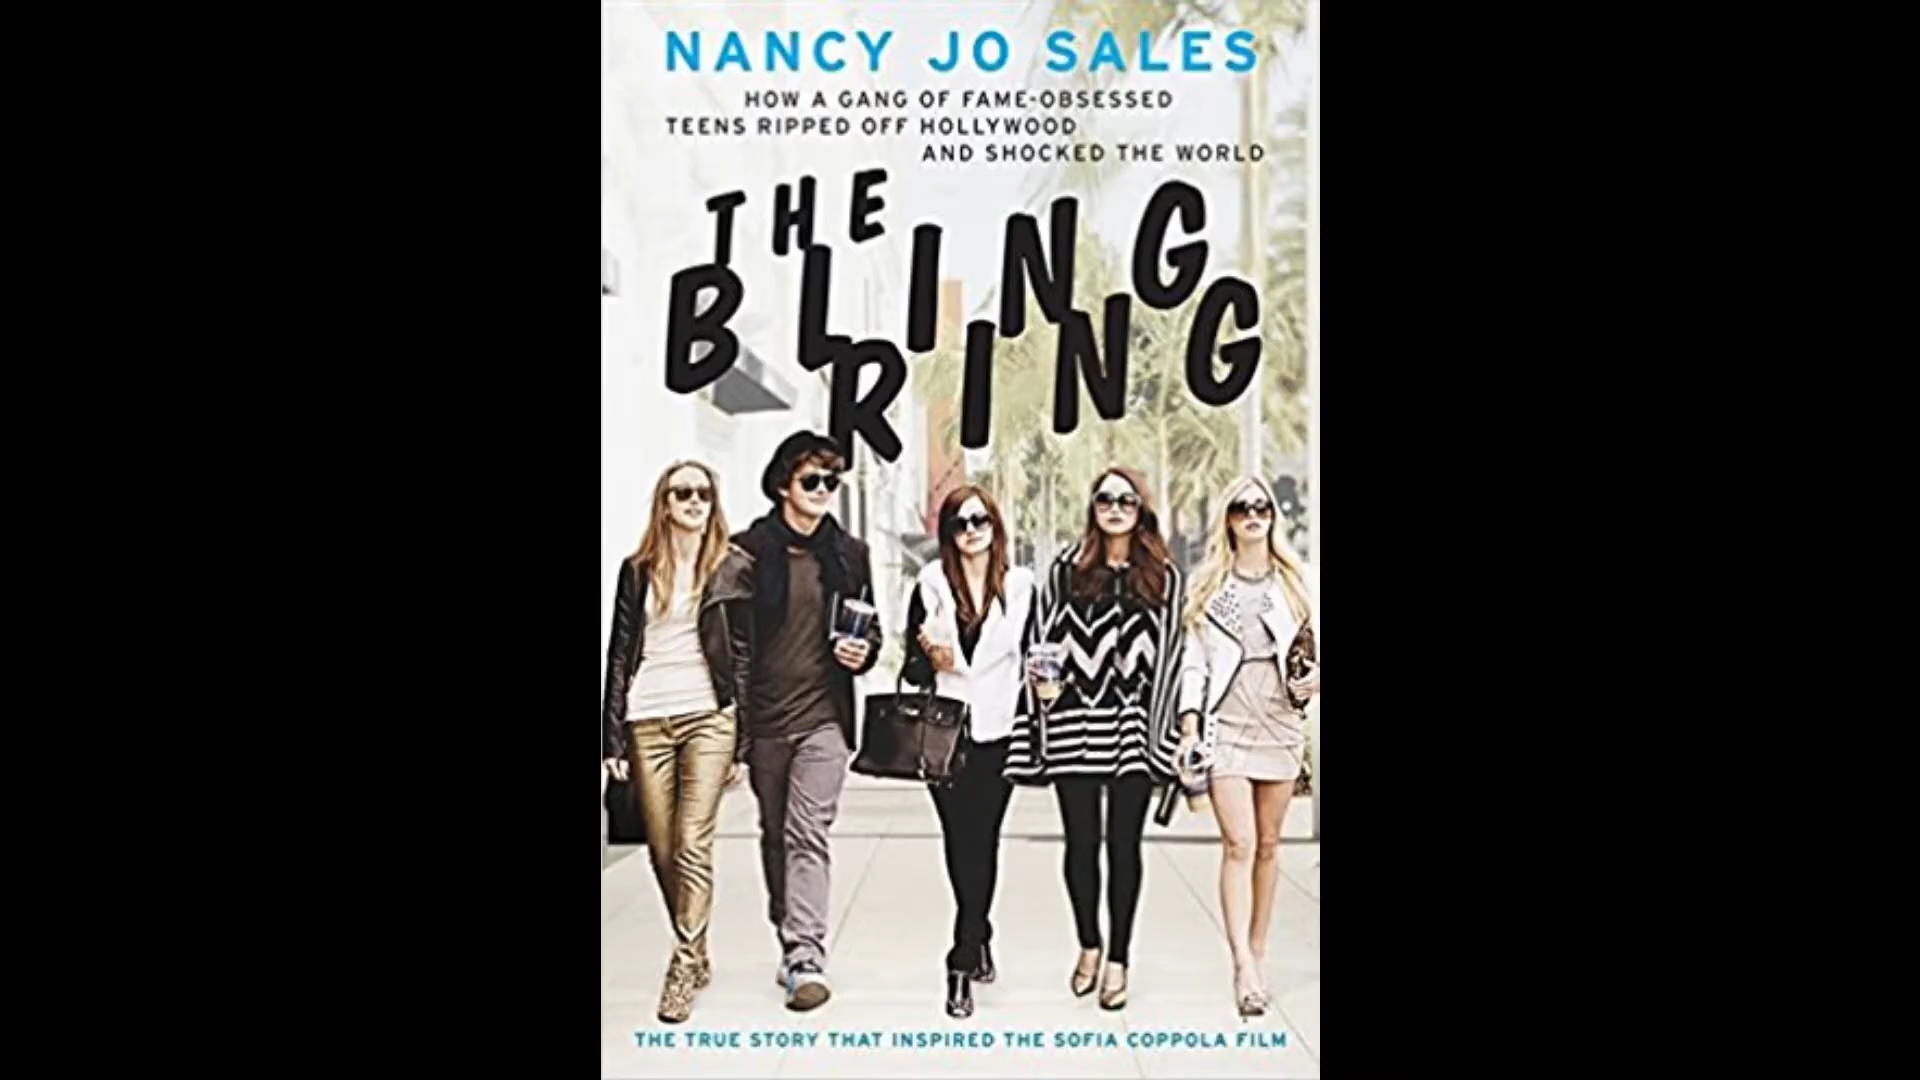 NANCY JO SALES
HOW A GANG OF FAME-OBSESSED
TEENS RIPPED OFF HOLLYWOOD
AND SHOCKED THE WORLD
THE
BLING
RING
THE TRUE STORY THAT INSPIRED THE SOFIA COPPOLA FILM